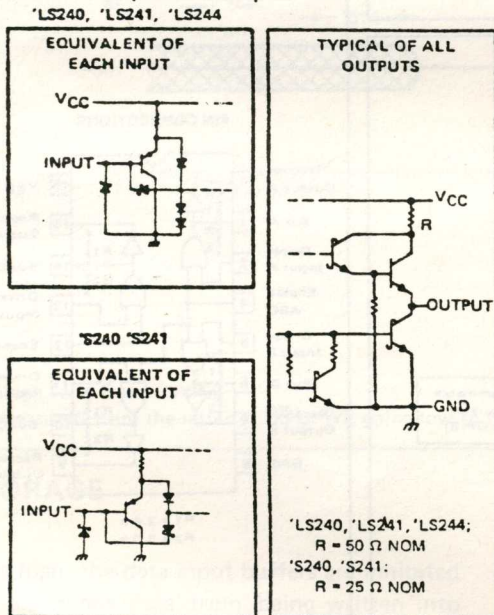 'LS240, 'LS241, 'LS244
EQUIVALENT OF
EACH INPUT
VCC
INPUT
'S240 'S241
EQUIVALENT OF
EACH INPUT
VCC
INPUT
TYPICAL OF ALL
OUTPUTS
VCC
R
OUTPUT
GND
'LS240, 'LS241, 'LS244;
R = 50 Ω NOM
'S240, 'S241:
R = 25 Ω NOM